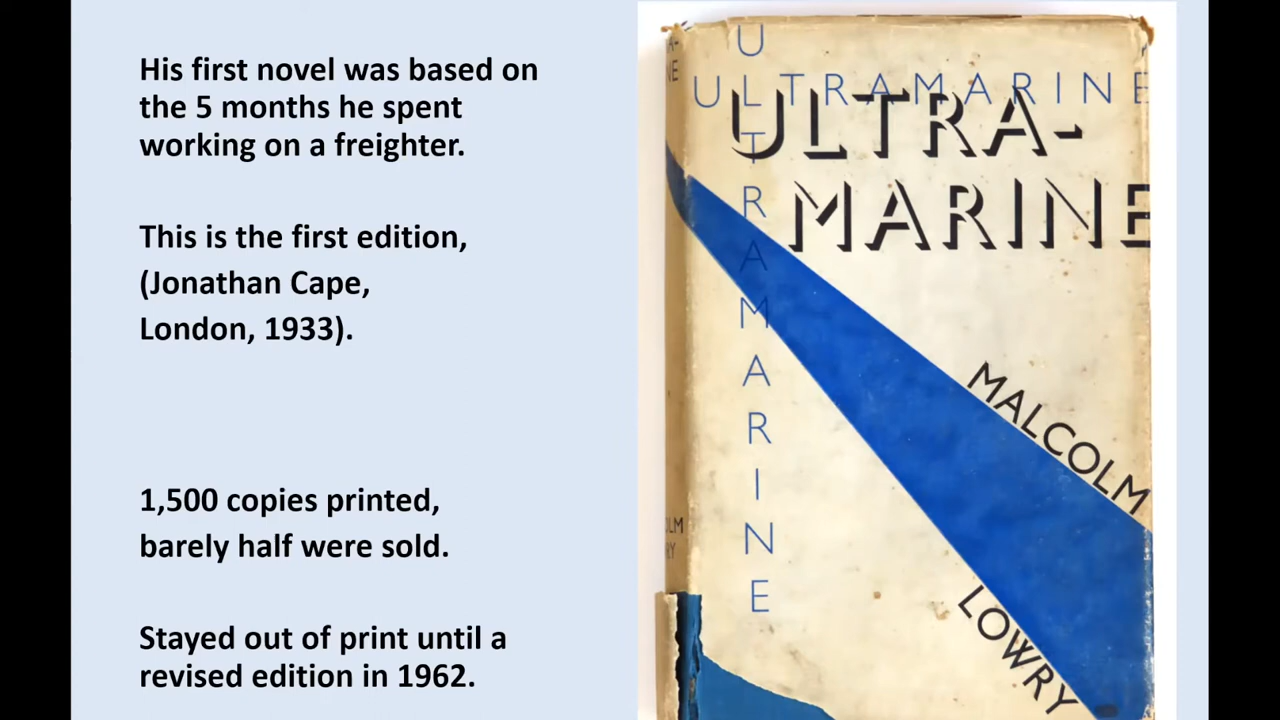 His first novel was based on
the 5 months he spent
working on a freighter.
This is the first edition,
(Jonathan Cape,
London, 1933).
1,500 copies printed,
barely half were sold.
Stayed out of print until a
revised edition in 1962.
ULTRAMARINE
ULTRAMARINE
ULTRA-
MARINE
MALCOLM
LOWRY